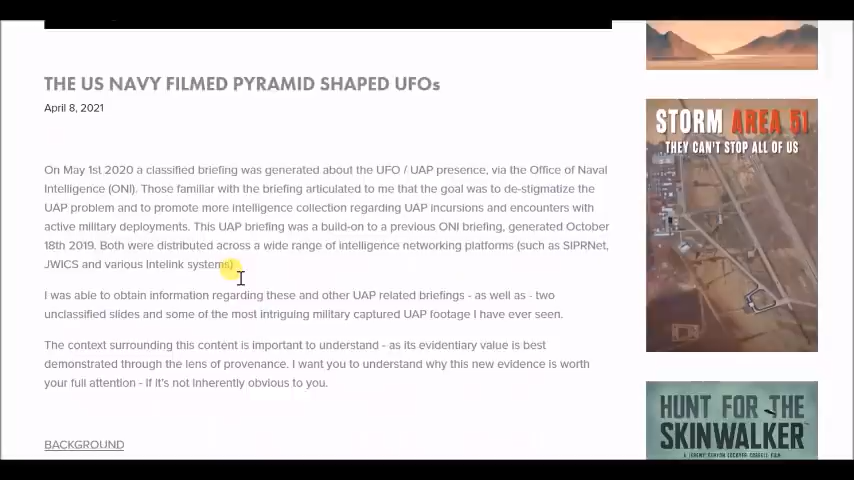 THE US NAVY FILMED PYRAMID SHAPED UFOs
April 8, 2021
On May 1st 2020 a classified briefing was generated about the UFO / UAP presence, via the Office of Naval
Intelligence (ONI). Those familiar with the briefing articulated to me that the goal was to de-stigmatize the
UAP problem and to promote more intelligence collection regarding UAP incursions and encounters with
active military deployments. This UAP briefing was a build-on to a previous ONI briefing, generated October
18th 2019. Both were distributed across a wide range of intelligence networking platforms (such as SIPRNet,
JWICS and various Intelink systems)
I was able to obtain information regarding these and other UAP related briefings - as well as - two
unclassified slides and some of the most intriguing military captured UAP footage I have ever seen.
The context surrounding this content is important to understand - as its evidentiary value is best
demonstrated through the lens of provenance. I want you to understand why this new evidence is worth
your full attention - if it's not inherently obvious to you.
BACKGROUND
STORM AREA 51
THEY CAN'T STOP ALL OF US
HUNT FOR THE
SKINWALKER